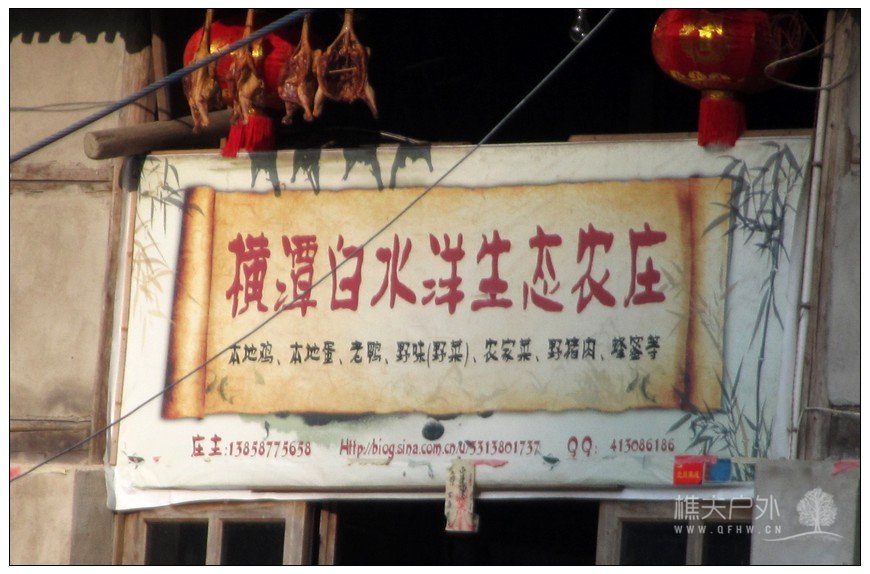 横潭白水洋生态农庄
本地鸡、本地蛋、老鸭、野味(野菜)、农家菜、野猪肉、蜂蜜等
庄主:13858775658 Http://biog.sina.com.cn/u/3313801737 QQ: 413086186
樵夫户外
WWW.QFHW.CN